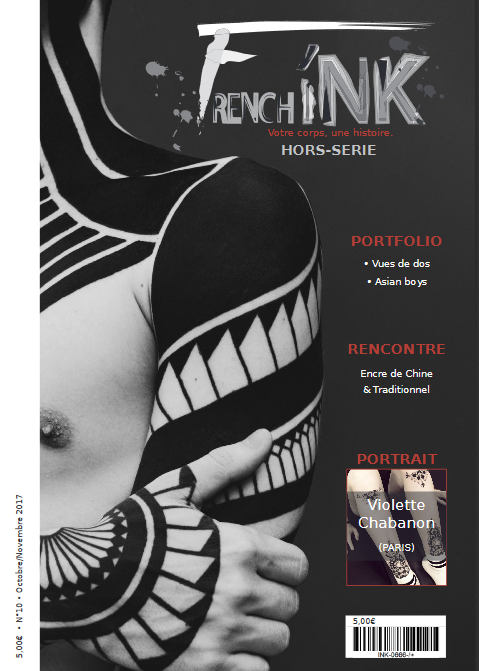 FRENCH INK
Votre corps, une histoire.
HORS-SERIE
PORTFOLIO
• Vues de dos
• Asian boys
RENCONTRE
Encre de Chine
& Traditionnel
PORTRAIT
Violette
Chabanon
(PARIS)
5,00€
INK-0666-/+
5,00€ • N°10 • Octobre/Novembre 2017